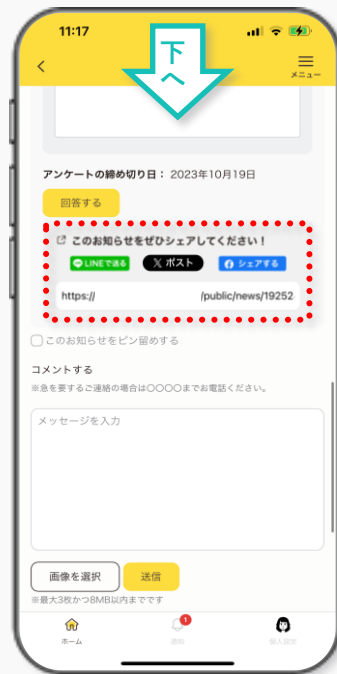 11:17
下
へ
メニュー
アンケートの締め切り日： 2023年10月19日
回答する
このお知らせをぜひシェアしてください！
LINEで送る
X ポスト
シェアする
https:// /public/news/19252
このお知らせをピン留めする
コメントする
※急を要するご連絡の場合は〇〇〇〇までお電話ください。
メッセージを入力
画像を選択
送信
※最大3枚かつ8MB以内までです
1
ホーム
通知
個人設定